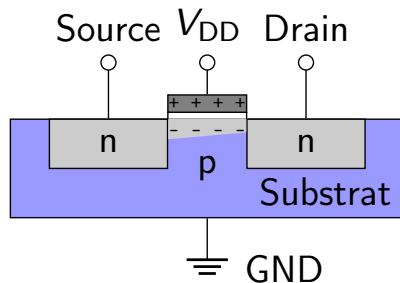 Source V_DD Drain
+ + + +
- - - -
n p n
Substrat
GND